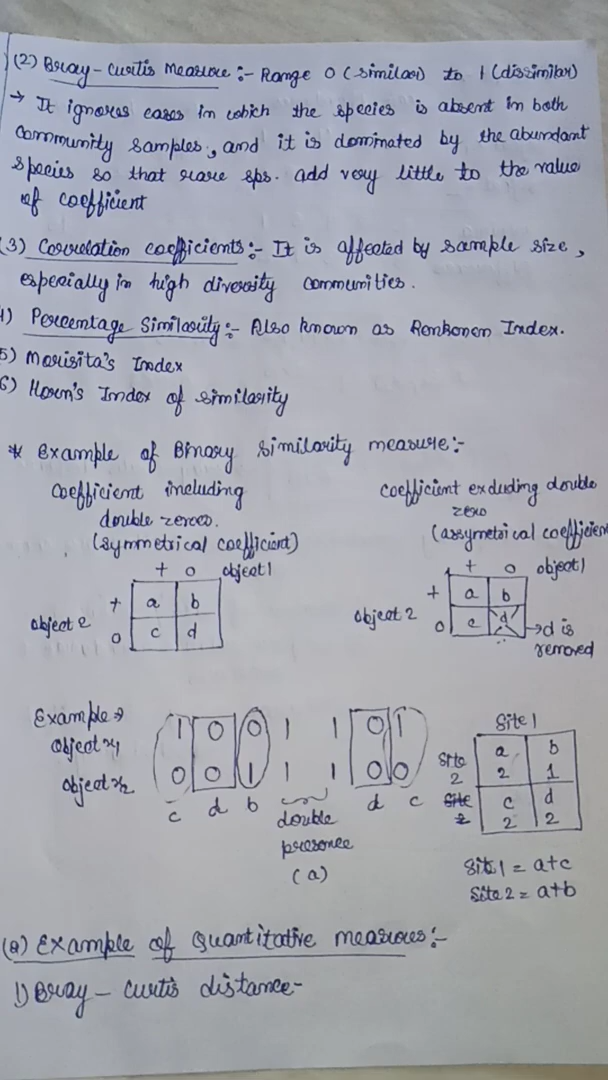 (2) Bray-Curtis Measure :- Range 0 (similar) to 1 (dissimilar)
→ It ignores cases in which the species is absent in both
community samples, and it is dominated by the abundant
species so that rare sps. add very little to the value
of coefficient
(3) Correlation coefficients :- It is affected by sample size,
especially in high diversity communities.
4) Percentage Similarity :- Also known as Renkonen Index.
5) Morisita's Index
6) Horn's Index of similarity
* Example of Binary similarity measure :-
coefficient including
double zeroes.
(symmetrical coefficient)
+ 0 object 1
object 2 + a b
0 c d
coefficient excluding double
zero
(assymetrical coefficient
+ 0 object 1
object 2 + a b
0 c d → d is
removed
Example →
object x1 1 0 0 1 1 0 1
object x2 0 0 1 1 1 0 0
c d b double d c
presence
(a)
Site 1
Site 2 a 2 b 1
Site 2 c 2 d 2
Site 1 = a+c
Site 2 = a+b
(a) Example of Quantitative measures :-
1) Bray-Curtis distance-